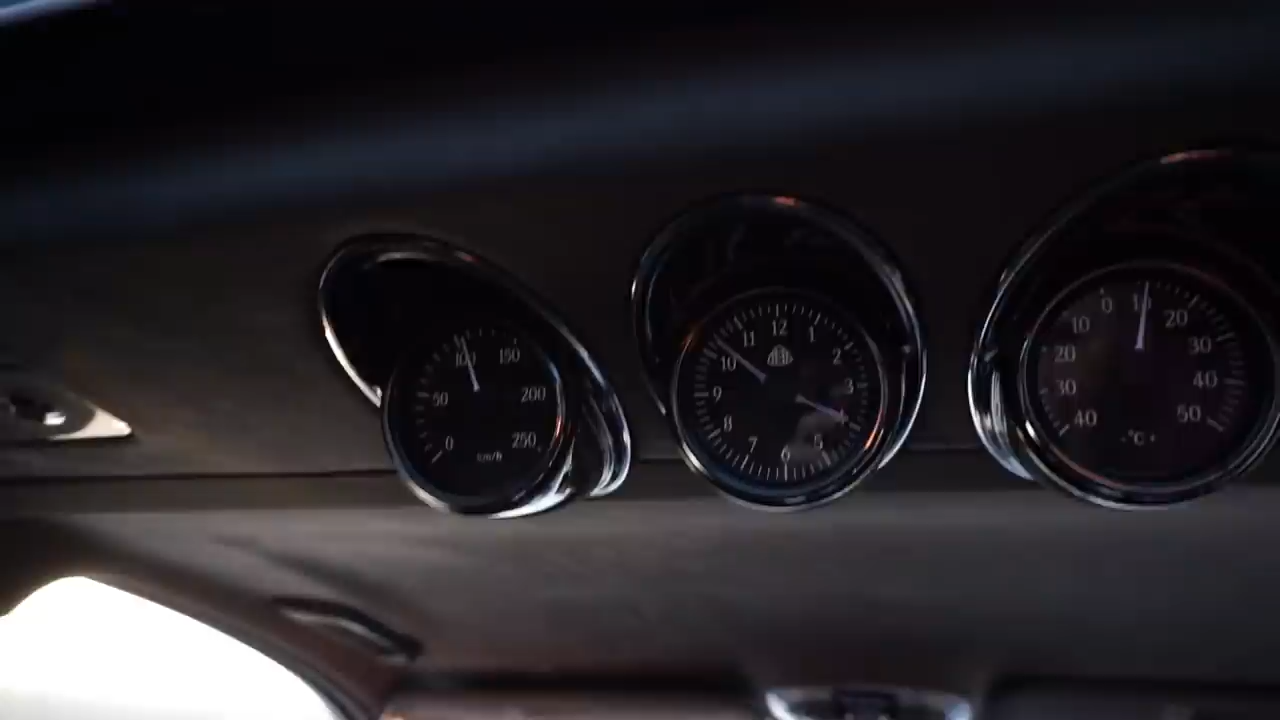 0 50 100 150 200 250
km/h
12 1 2 3 5 6 7 8 9 10 11
40 30 20 10 0 10 20 30 40 50
°C